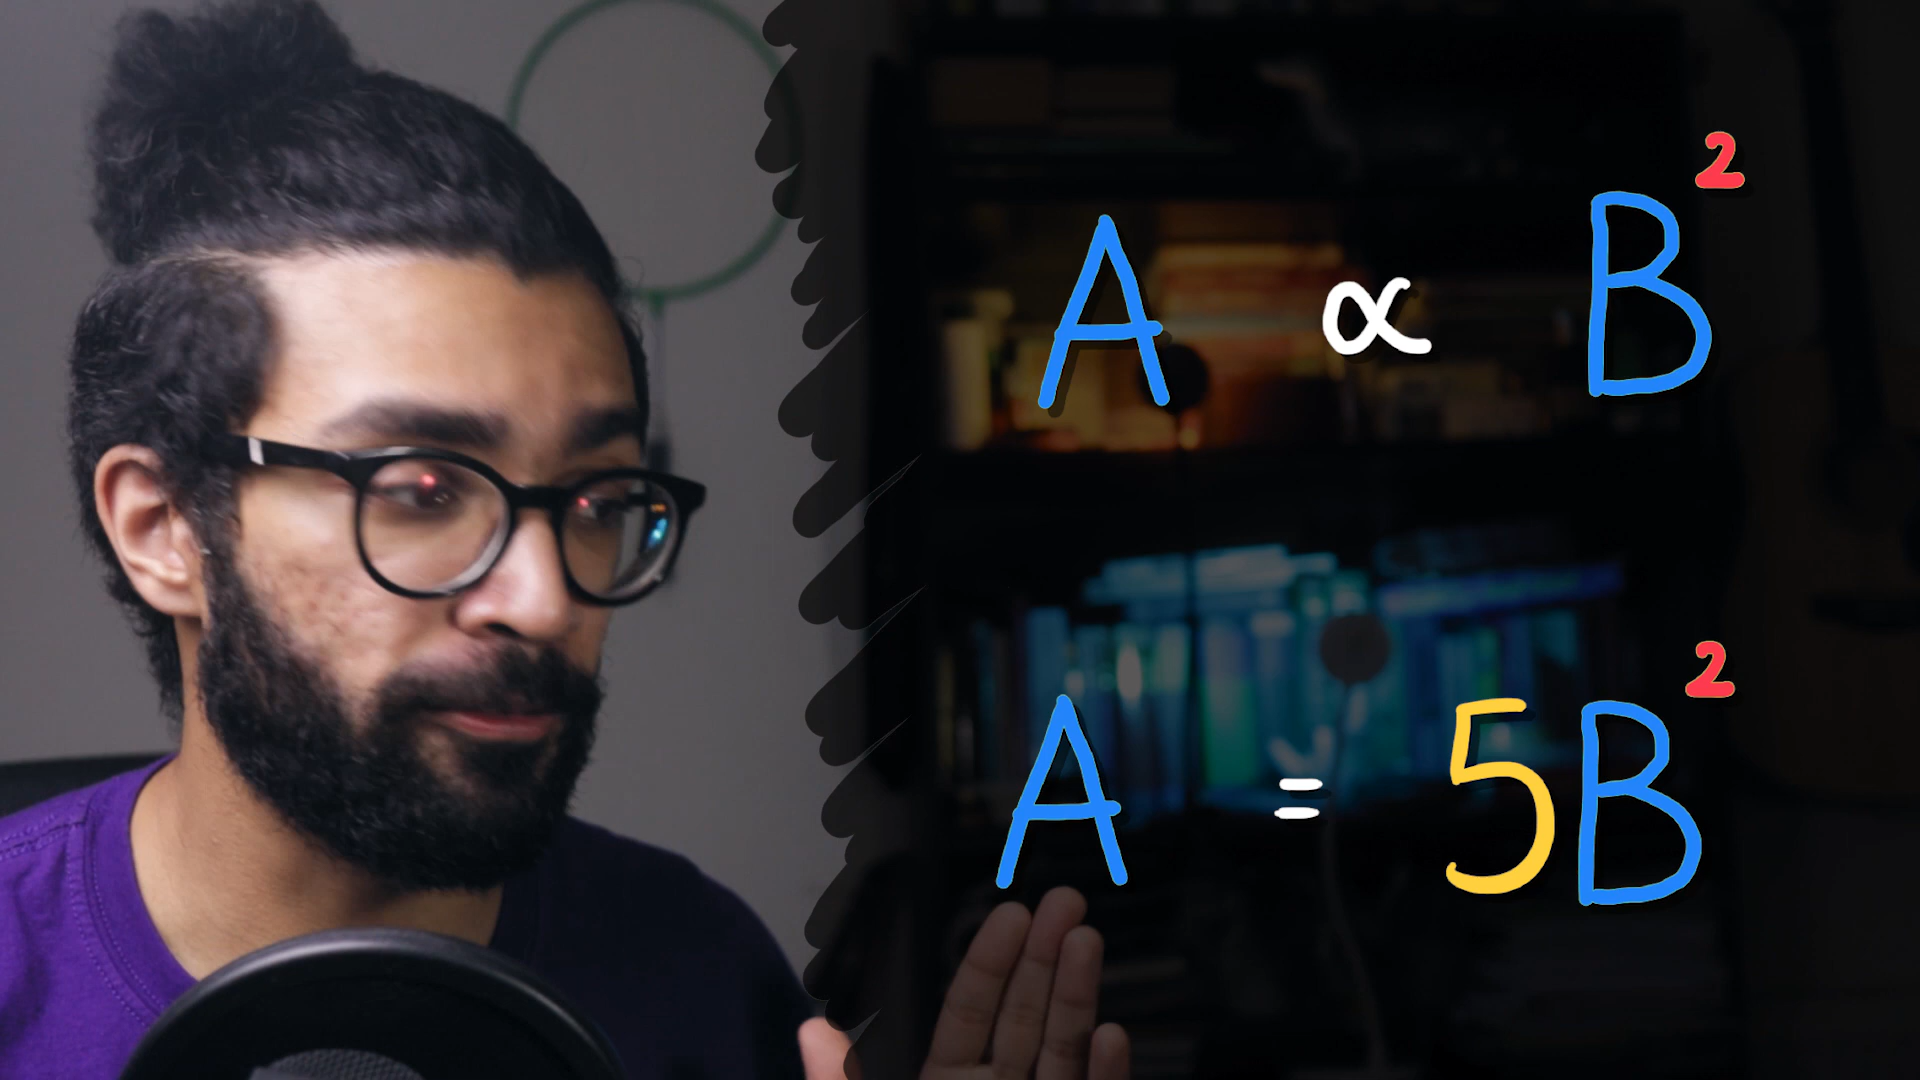 A ∝ B²
A = 5B²